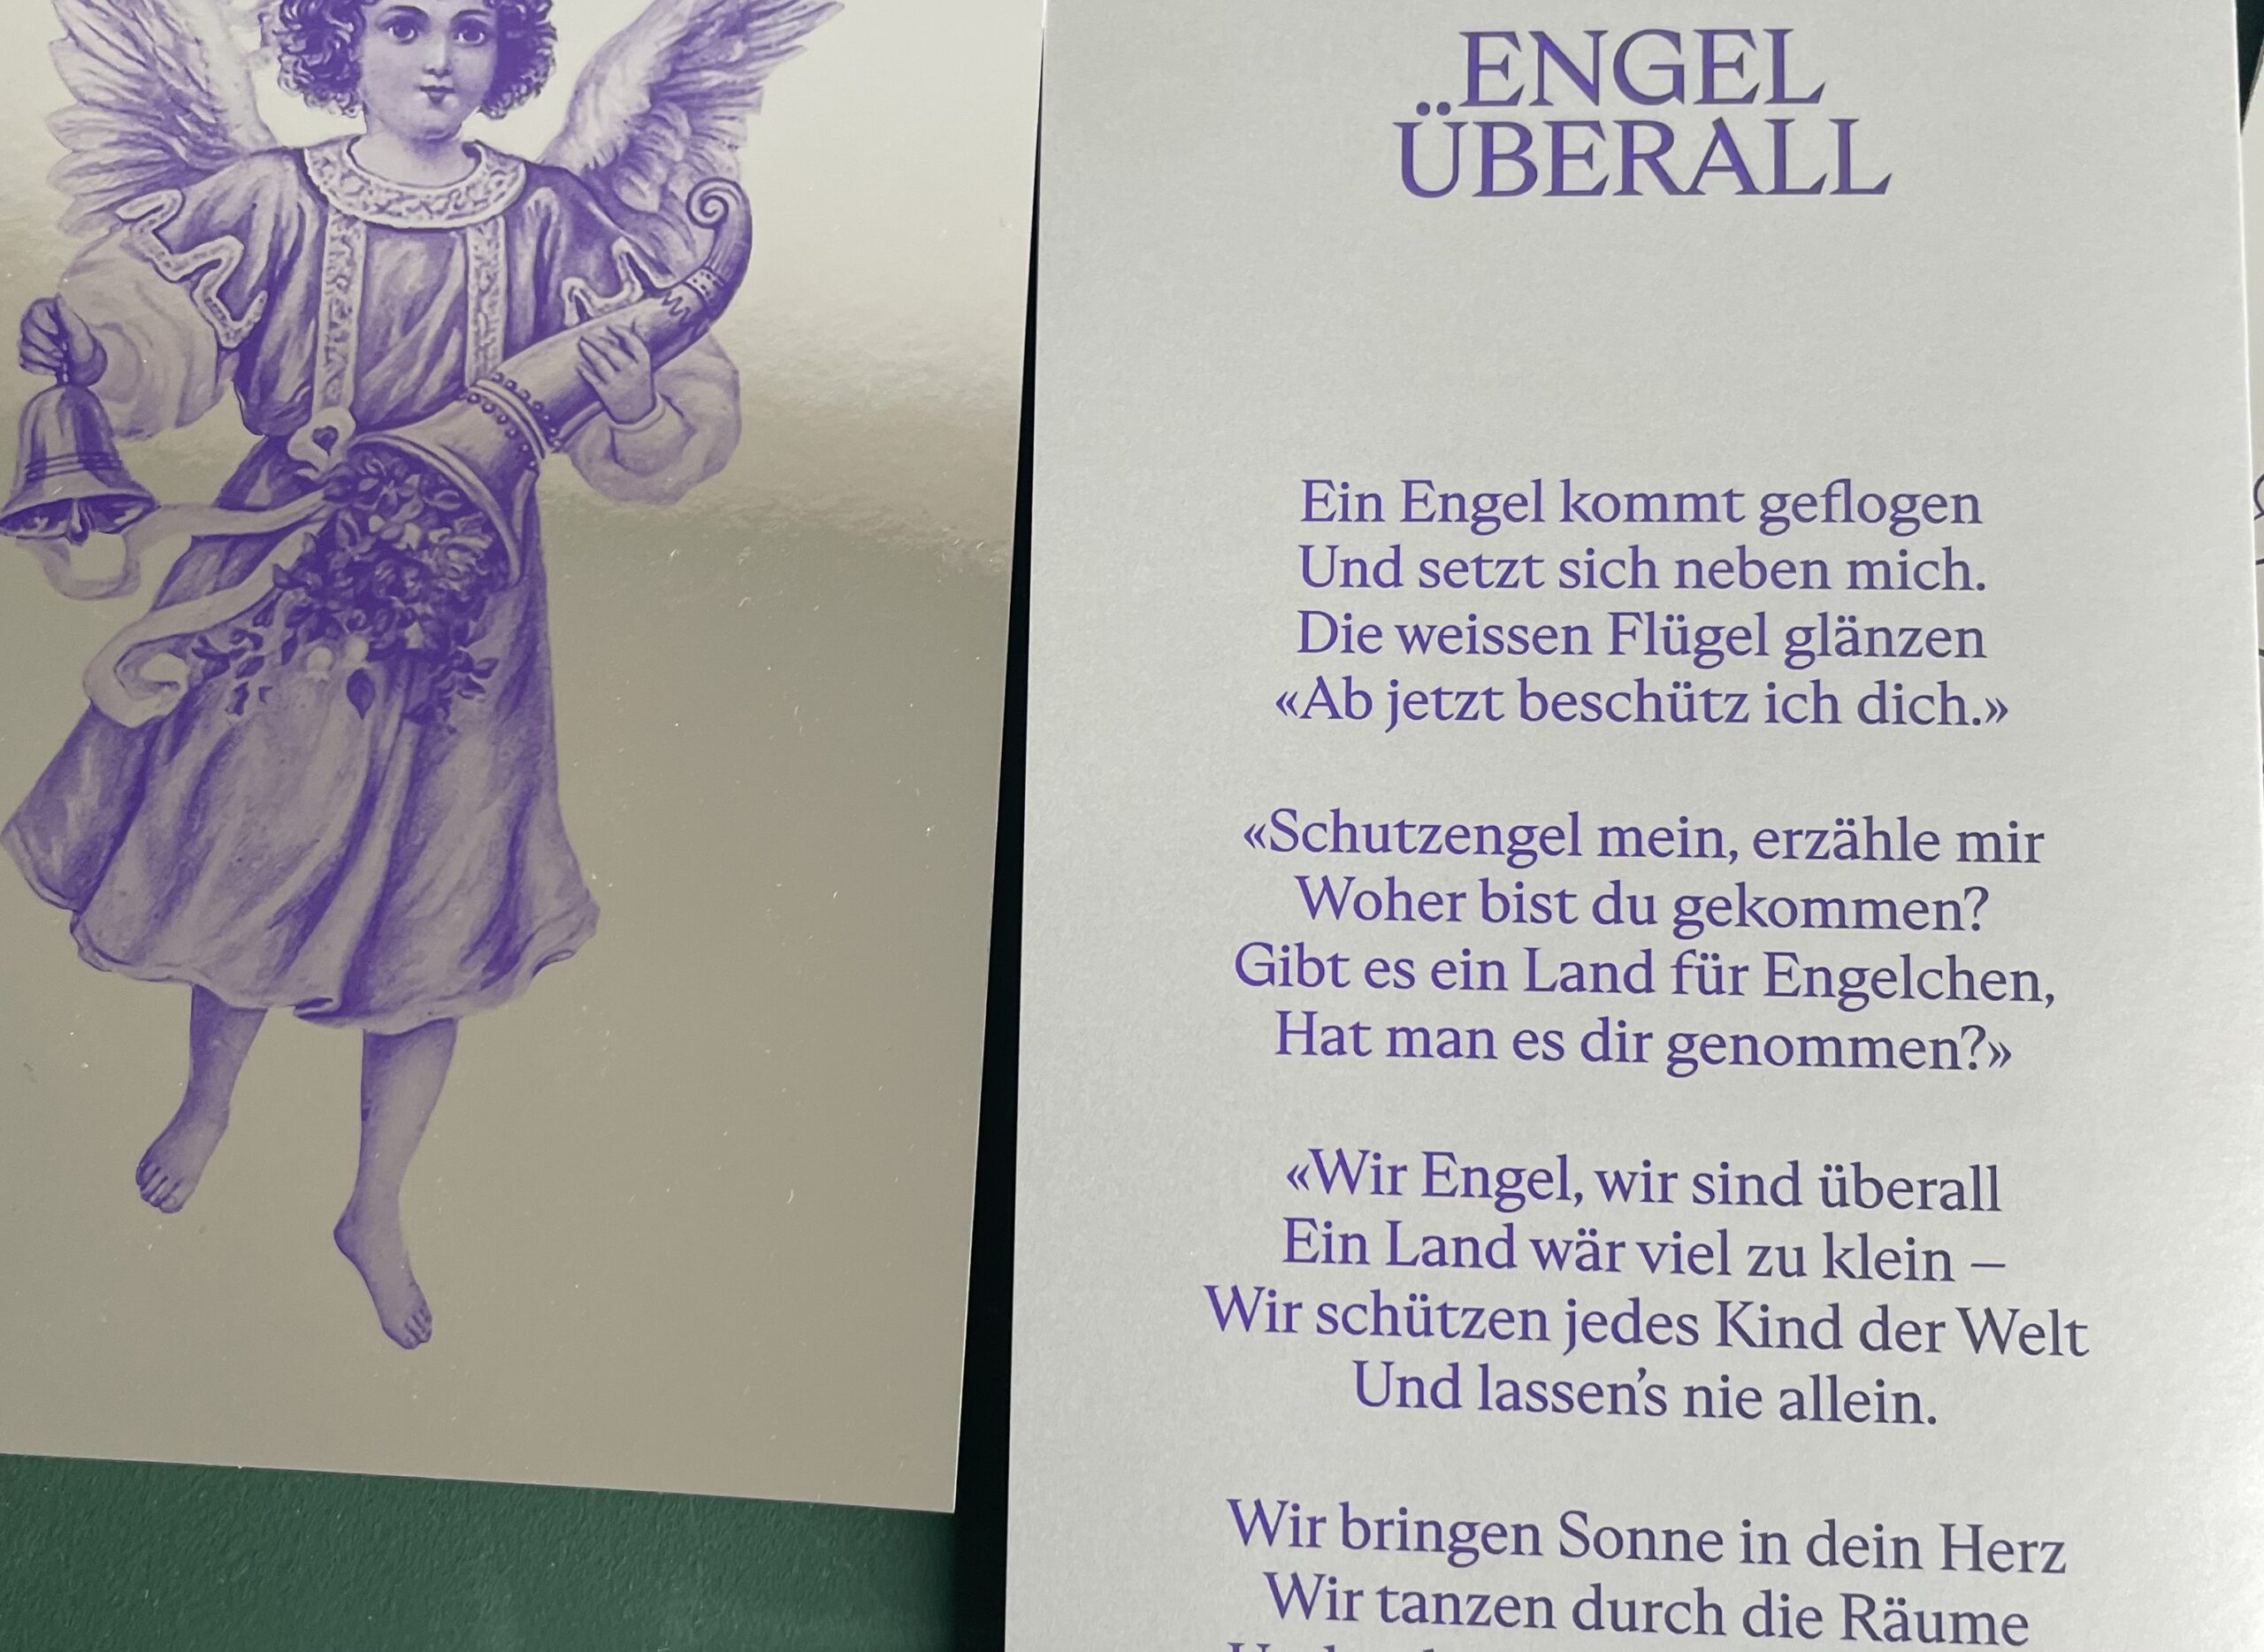 ENGEL
ÜBERALL
Ein Engel kommt geflogen
Und setzt sich neben mich.
Die weissen Flügel glänzen
«Ab jetzt beschütz ich dich.»
«Schutzengel mein, erzähle mir
Woher bist du gekommen?
Gibt es ein Land für Engelchen,
Hat man es dir genommen?»
«Wir Engel, wir sind überall
Ein Land wär viel zu klein –
Wir schützen jedes Kind der Welt
Und lassen’s nie allein.
Wir bringen Sonne in dein Herz
Wir tanzen durch die Räume